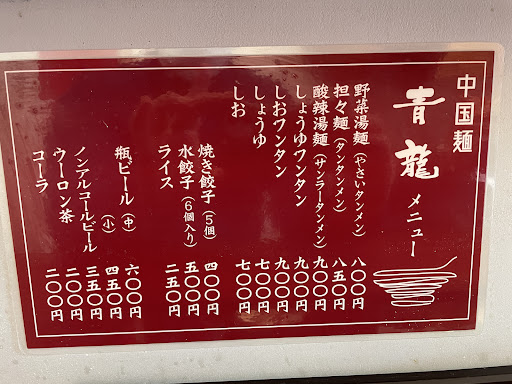 中国麺
青龍 メニュー
野菜湯麺(やさいタンメン) 八〇〇円
担々麺(タンタンメン) 八五〇円
酸辣湯麺(サンラータンメン) 九〇〇円
しょうゆワンタン 九〇〇円
しおワンタン 九〇〇円
しょうゆ 七〇〇円
しお 七〇〇円
焼き餃子(5個) 四〇〇円
水餃子(6個入り) 五〇〇円
ライス 二五〇円
瓶ビール(中) 六〇〇円
(小) 四五〇円
ノンアルコールビール 三五〇円
ウーロン茶 二〇〇円
コーラ 二〇〇円